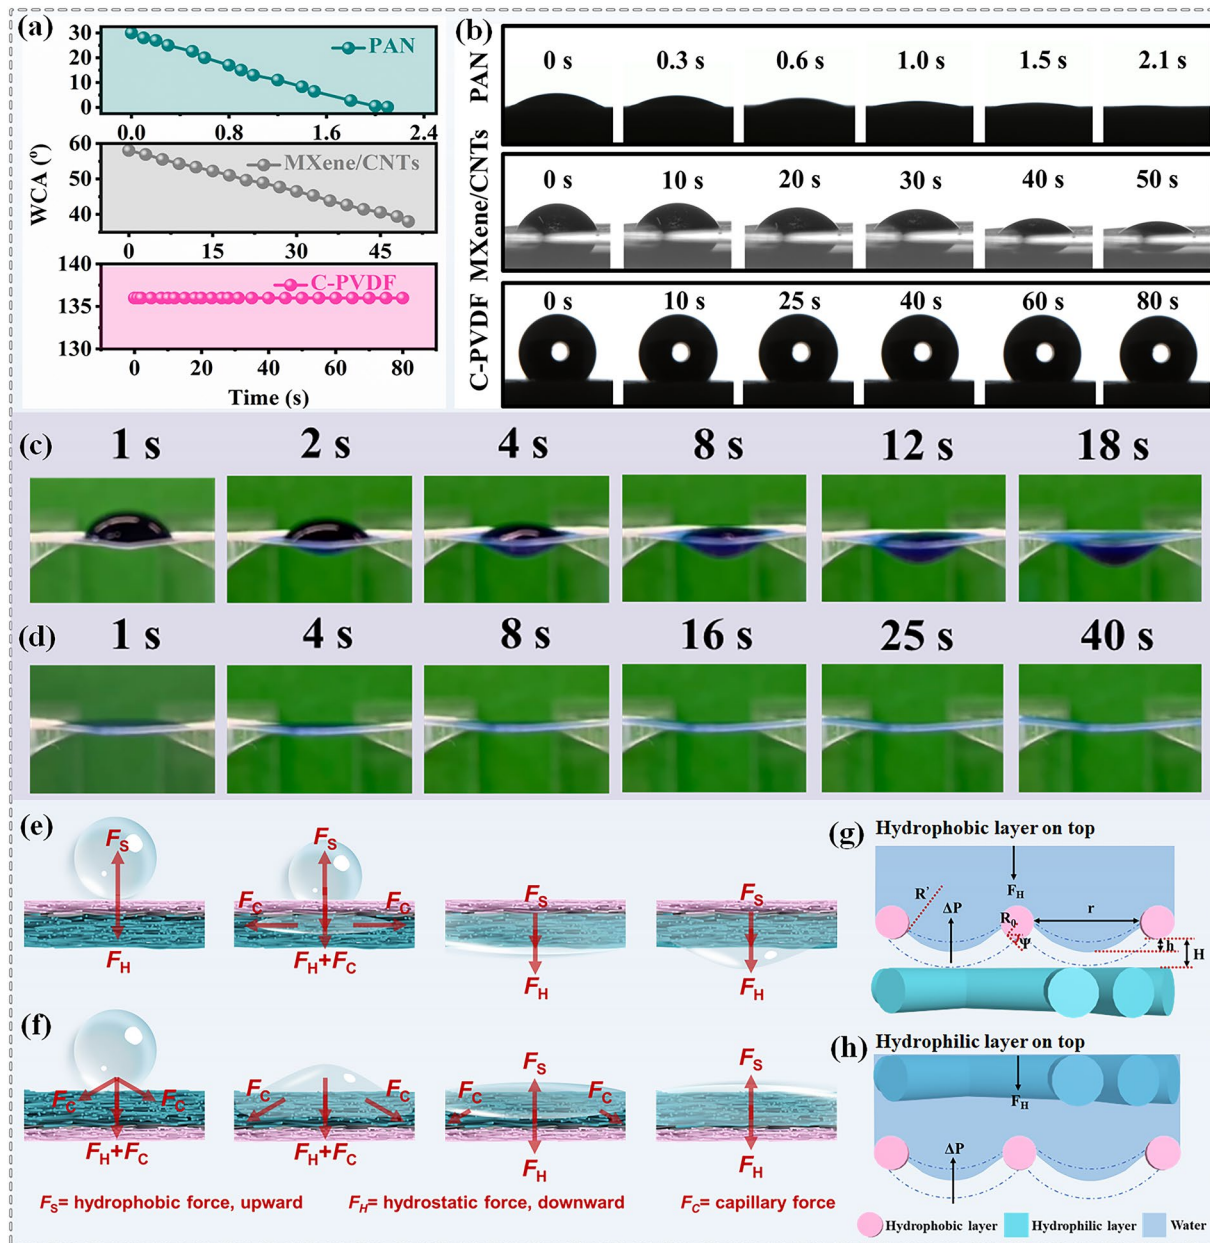 (a)
30
20
10
0
PAN
0.0 0.8 1.6 2.4
60
50
40
MXene/CNTs
WCA (°)
0 15 30 45
140
135
130
C-PVDF
0 20 40 60 80
Time (s)
(b)
PAN
0 s 0.3 s 0.6 s 1.0 s 1.5 s 2.1 s
MXene/CNTs
0 s 10 s 20 s 30 s 40 s 50 s
C-PVDF
0 s 10 s 25 s 40 s 60 s 80 s
(c)
1 s 2 s 4 s 8 s 12 s 18 s
(d)
1 s 4 s 8 s 16 s 25 s 40 s
(e)
FS FS
FC FC FS FS
FH FH+FC FH FH
(f)
FS FS
FC FC FC FC FC FC
FH+FC FH+FC FH FH
FS= hydrophobic force, upward FH= hydrostatic force, downward FC= capillary force
(g)
Hydrophobic layer on top
FH
R'
ΔP
R0
r
Ψ
h
H
(h)
Hydrophilic layer on top
FH
ΔP
Hydrophobic layer Hydrophilic layer Water